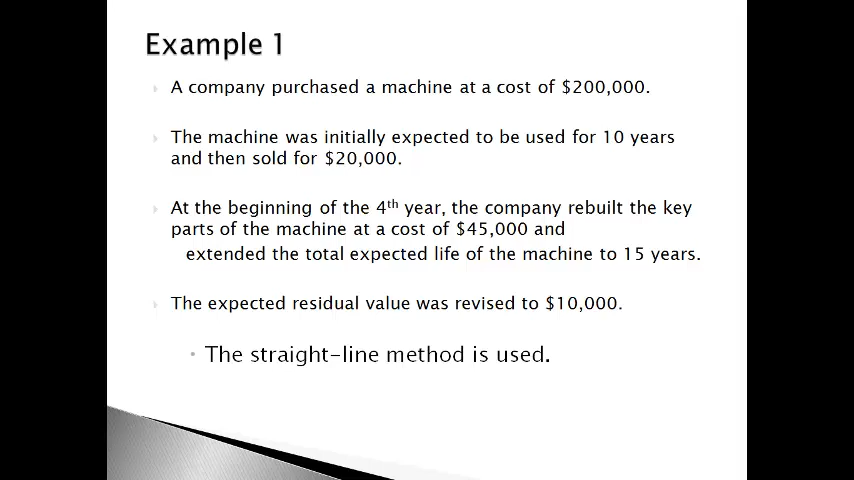 Example 1
A company purchased a machine at a cost of $200,000.
The machine was initially expected to be used for 10 years
and then sold for $20,000.
At the beginning of the 4th year, the company rebuilt the key
parts of the machine at a cost of $45,000 and
extended the total expected life of the machine to 15 years.
The expected residual value was revised to $10,000.
• The straight-line method is used.